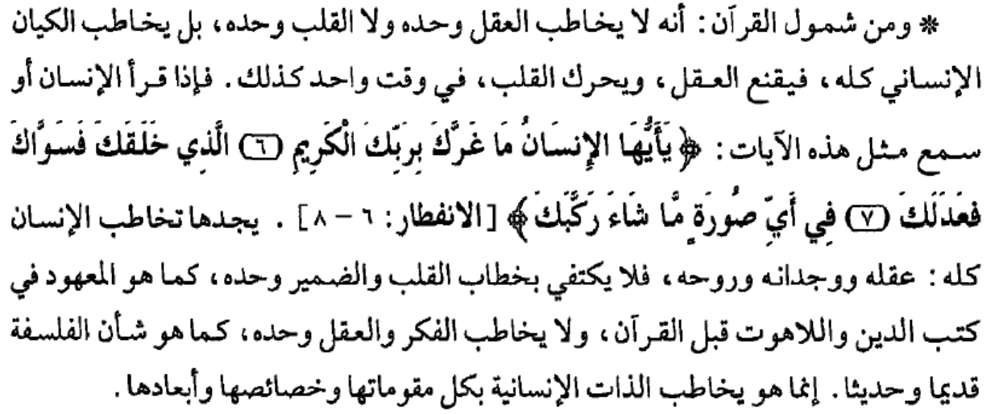 * ومن شمول القرآن: أنه لا يخاطب العقل وحده ولا القلب وحده، بل يخاطب الكيان
الإنساني كله، فيقنع العقل، ويحرك القلب، في وقت واحد كذلك. فإذا قرأ الإنسان أو
سمع مثل هذه الآيات: ﴿يَأَيُّهَا الإِنسَانُ مَا غَرَّكَ بِرَبِّكَ الْكَرِيمِ (٦) الَّذِي خَلَقَكَ فَسَوَّاكَ
فَعَدَلَكَ (٧) فِي أَيِّ صُورَةٍ مَّا شَاءَ رَكَّبَكَ﴾ [الانفطار: ٦ – ٨]. يجدها تخاطب الإنسان
كله: عقله ووجدانه وروحه، فلا يكتفي بخطاب القلب والضمير وحده، كما هو المعهود في
كتب الدين واللاهوت قبل القرآن، ولا يخاطب الفكر والعقل وحده، كما هو شأن الفلسفة
قديما وحديثا. إنما هو يخاطب الذات الإنسانية بكل مقوماتها وخصائصها وأبعادها.